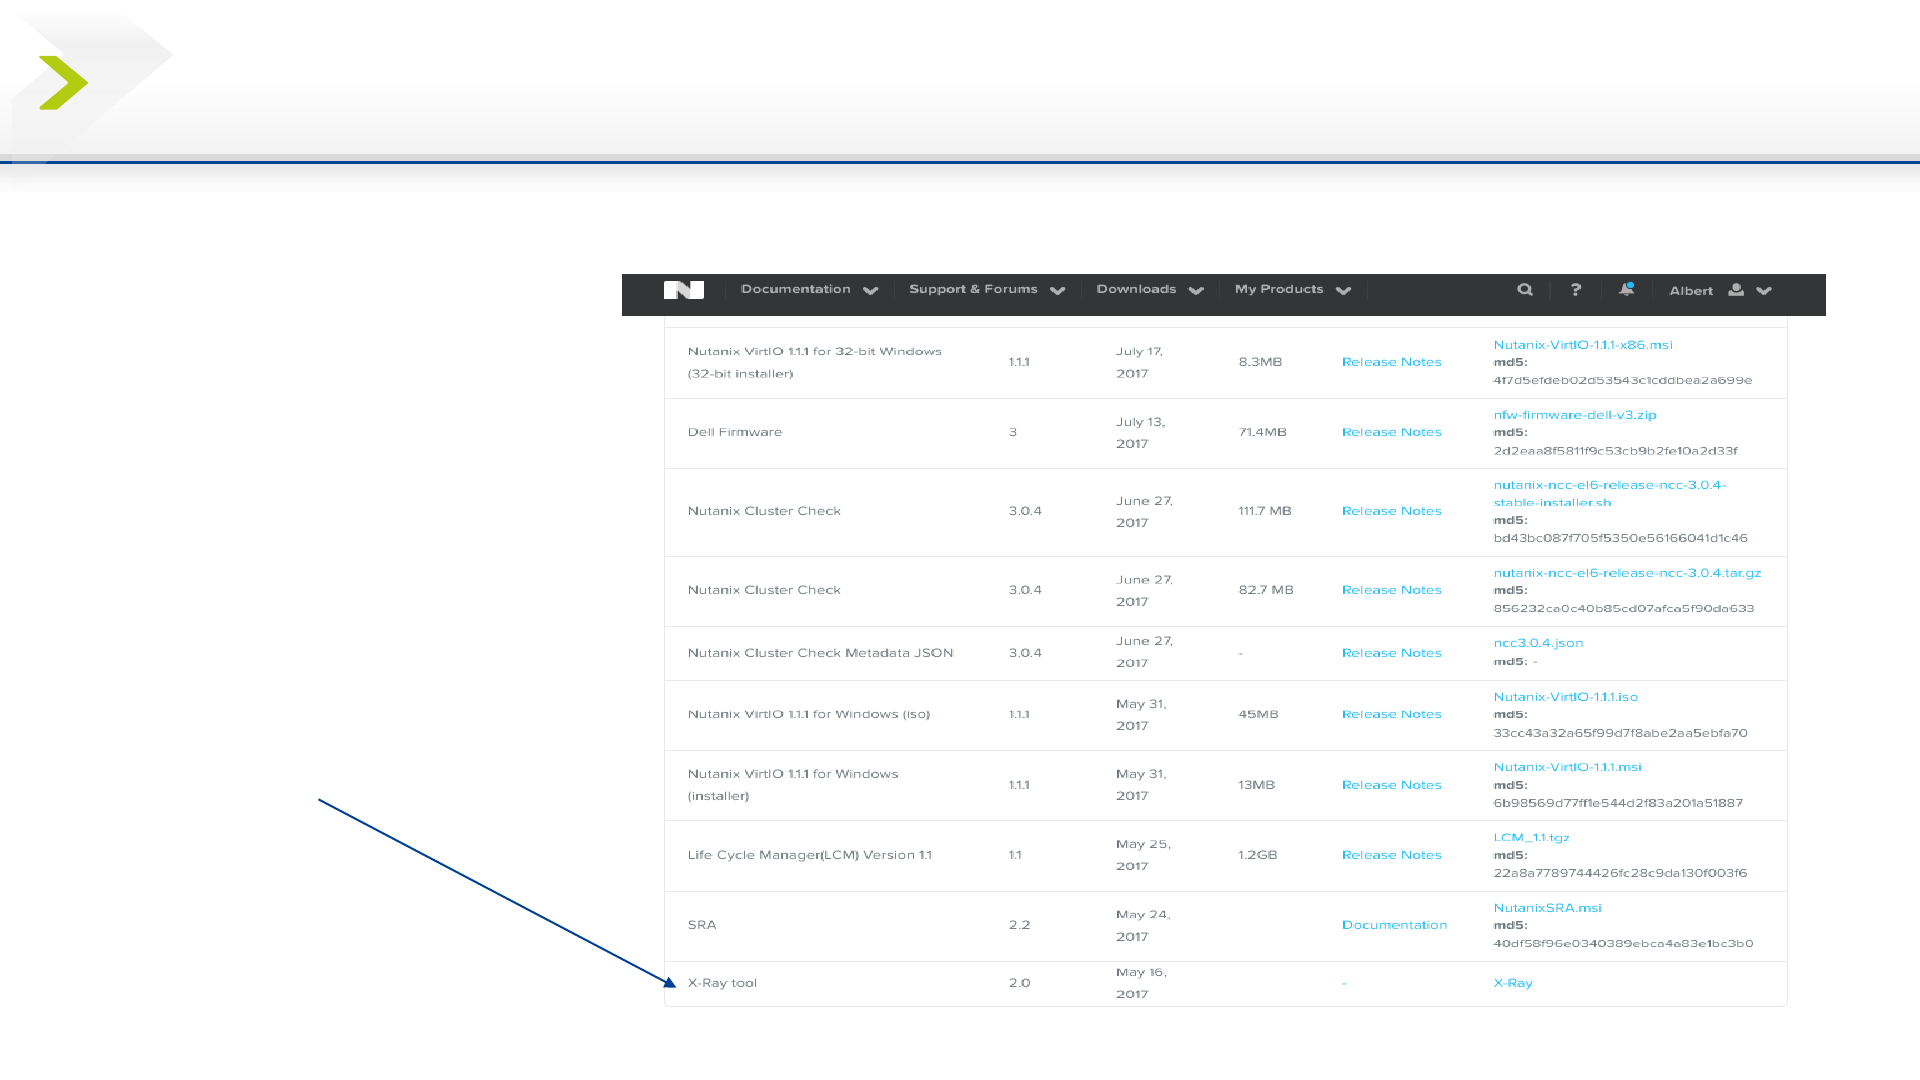 Documentation Support & Forums Downloads My Products ? Albert
Nutanix VirtIO 1.1.1 for 32-bit Windows
(32-bit installer)
1.1.1
July 17,
2017
8.3MB
Release Notes
Nutanix-VirtIO-1.1.1-x86.msi
md5:
4f7d5efdeb02d53543c1cddbea2a699e
Dell Firmware
3
July 13,
2017
71.4MB
Release Notes
nfw-firmware-dell-v3.zip
md5:
2d2eaa8f5811f9c53cb9b2fe10a2d33f
Nutanix Cluster Check
3.0.4
June 27,
2017
111.7 MB
Release Notes
nutanix-ncc-el6-release-ncc-3.0.4-
stable-installer.sh
md5:
bd43bc087f705f5350e56166041d1c46
Nutanix Cluster Check
3.0.4
June 27,
2017
82.7 MB
Release Notes
nutanix-ncc-el6-release-ncc-3.0.4.tar.gz
md5:
856232ca0c40b85cd07afca5f90da633
Nutanix Cluster Check Metadata JSON
3.0.4
June 27,
2017
-
Release Notes
ncc3.0.4.json
md5: -
Nutanix VirtIO 1.1.1 for Windows (iso)
1.1.1
May 31,
2017
45MB
Release Notes
Nutanix-VirtIO-1.1.1.iso
md5:
33cc43a32a65f99d7f8abe2aa5ebfa70
Nutanix VirtIO 1.1.1 for Windows
(installer)
1.1.1
May 31,
2017
13MB
Release Notes
Nutanix-VirtIO-1.1.1.msi
md5:
6b98569d77ff1e544d2f83a201a51887
Life Cycle Manager(LCM) Version 1.1
1.1
May 25,
2017
1.2GB
Release Notes
LCM_1.1.tgz
md5:
22a8a7789744426fc28c9da130f003f6
SRA
2.2
May 24,
2017
Documentation
NutanixSRA.msi
md5:
40df58f96e0340389ebca4a83e1bc3b0
X-Ray tool
2.0
May 16,
2017
-
X-Ray